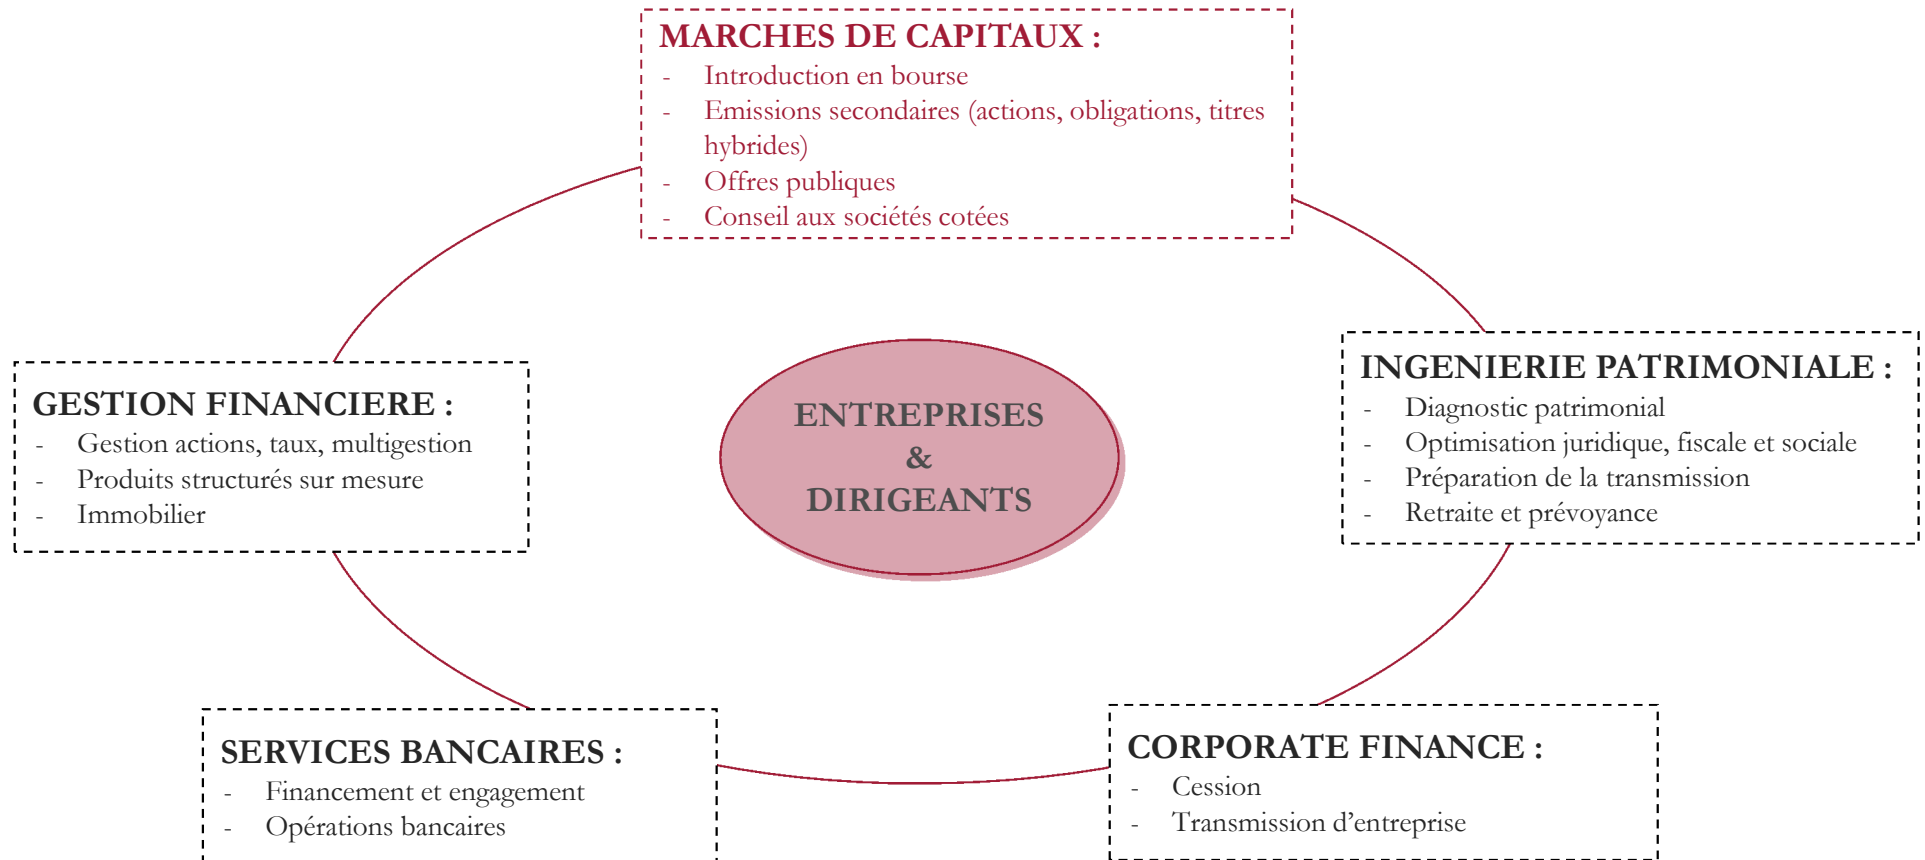 MARCHES DE CAPITAUX :
- Introduction en bourse
- Emissions secondaires (actions, obligations, titres
hybrides)
- Offres publiques
- Conseil aux sociétés cotées
GESTION FINANCIERE :
- Gestion actions, taux, multigestion
- Produits structurés sur mesure
- Immobilier
ENTREPRISES
&
DIRIGEANTS
INGENIERIE PATRIMONIALE :
- Diagnostic patrimonial
- Optimisation juridique, fiscale et sociale
- Préparation de la transmission
- Retraite et prévoyance
SERVICES BANCAIRES :
- Financement et engagement
- Opérations bancaires
CORPORATE FINANCE :
- Cession
- Transmission d'entreprise